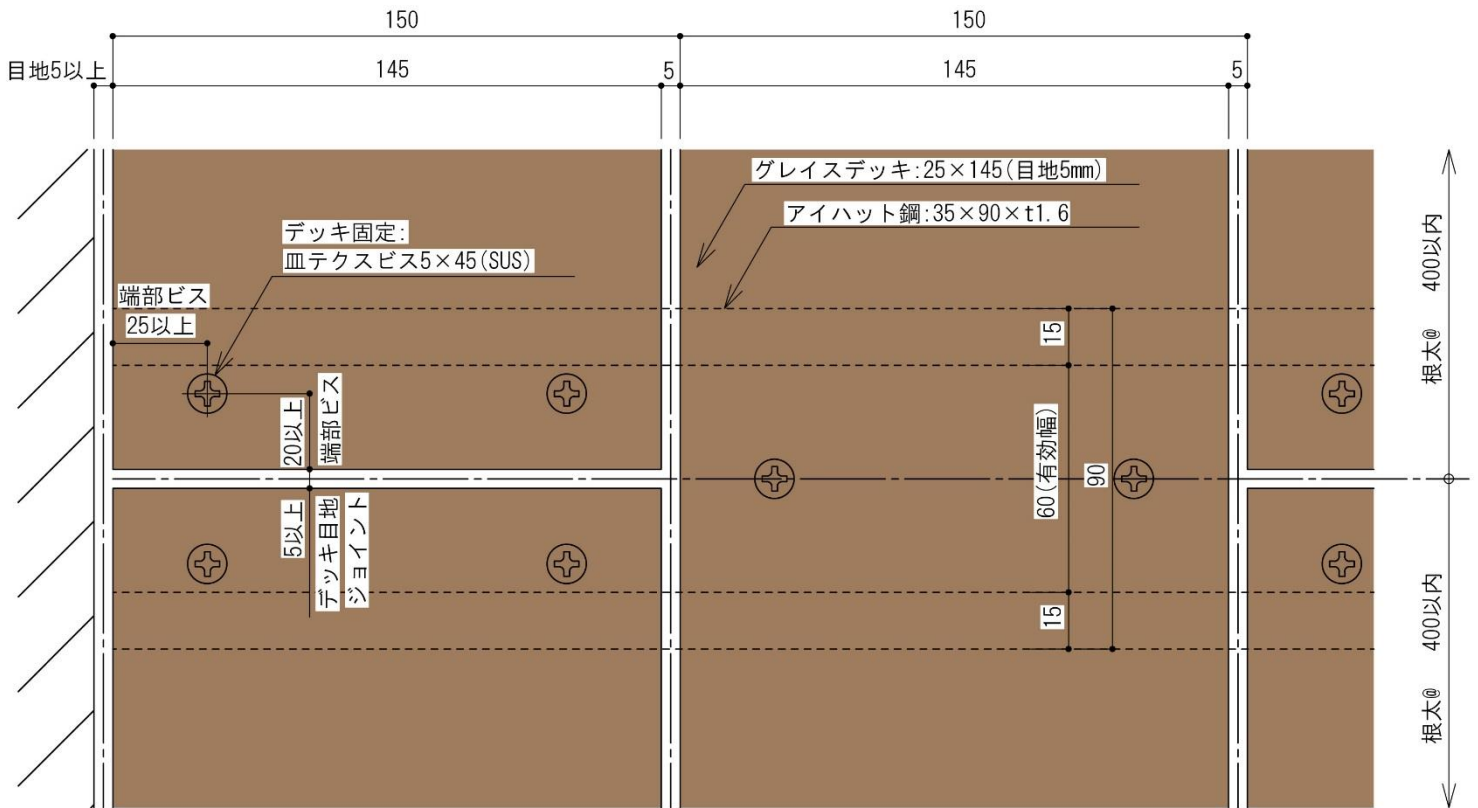 150
150
目地5以上
145
5
145
5
グレイスデッキ:25×145(目地5mm)
アイハット鋼:35×90×t1.6
デッキ固定:
皿テクスビス5×45(SUS)
端部ビス
25以上
20以上
端部ビス
5以上
デッキ目地
ジョイント
15
60(有効幅)
90
15
根太@ 400以内
根太@ 400以内